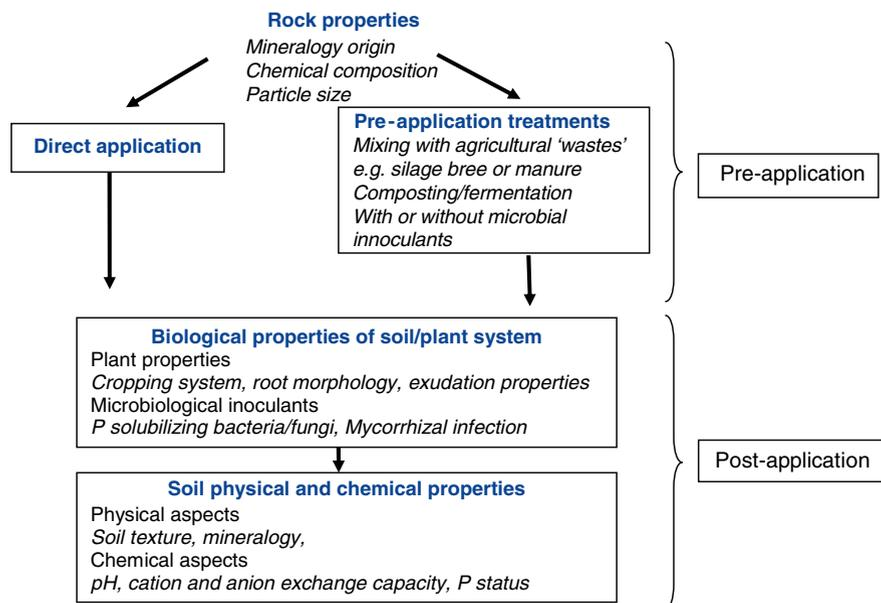 Rock properties
Mineralogy origin
Chemical composition
Particle size
Direct application
Pre-application treatments
Mixing with agricultural ‘wastes’
e.g. silage bree or manure
Composting/fermentation
With or without microbial
innoculants
Pre-application
Biological properties of soil/plant system
Plant properties
Cropping system, root morphology, exudation properties
Microbiological inoculants
P solubilizing bacteria/fungi, Mycorrhizal infection
Soil physical and chemical properties
Physical aspects
Soil texture, mineralogy,
Chemical aspects
pH, cation and anion exchange capacity, P status
Post-application